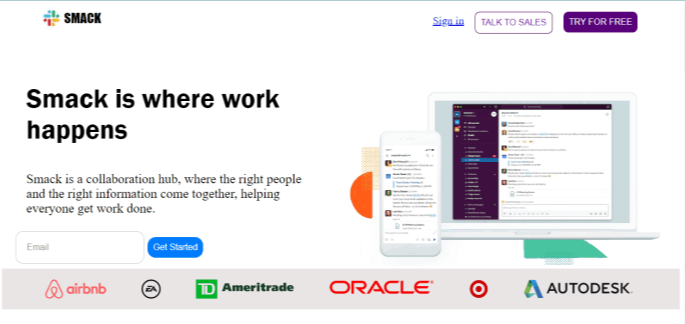 SMACK
Sign in
TALK TO SALES
TRY FOR FREE
Smack is where work
happens
Smack is a collaboration hub, where the right people
and the right information come together, helping
everyone get work done.
Email
Get Started
airbnb
EA
TD Ameritrade
ORACLE
AUTODESK.